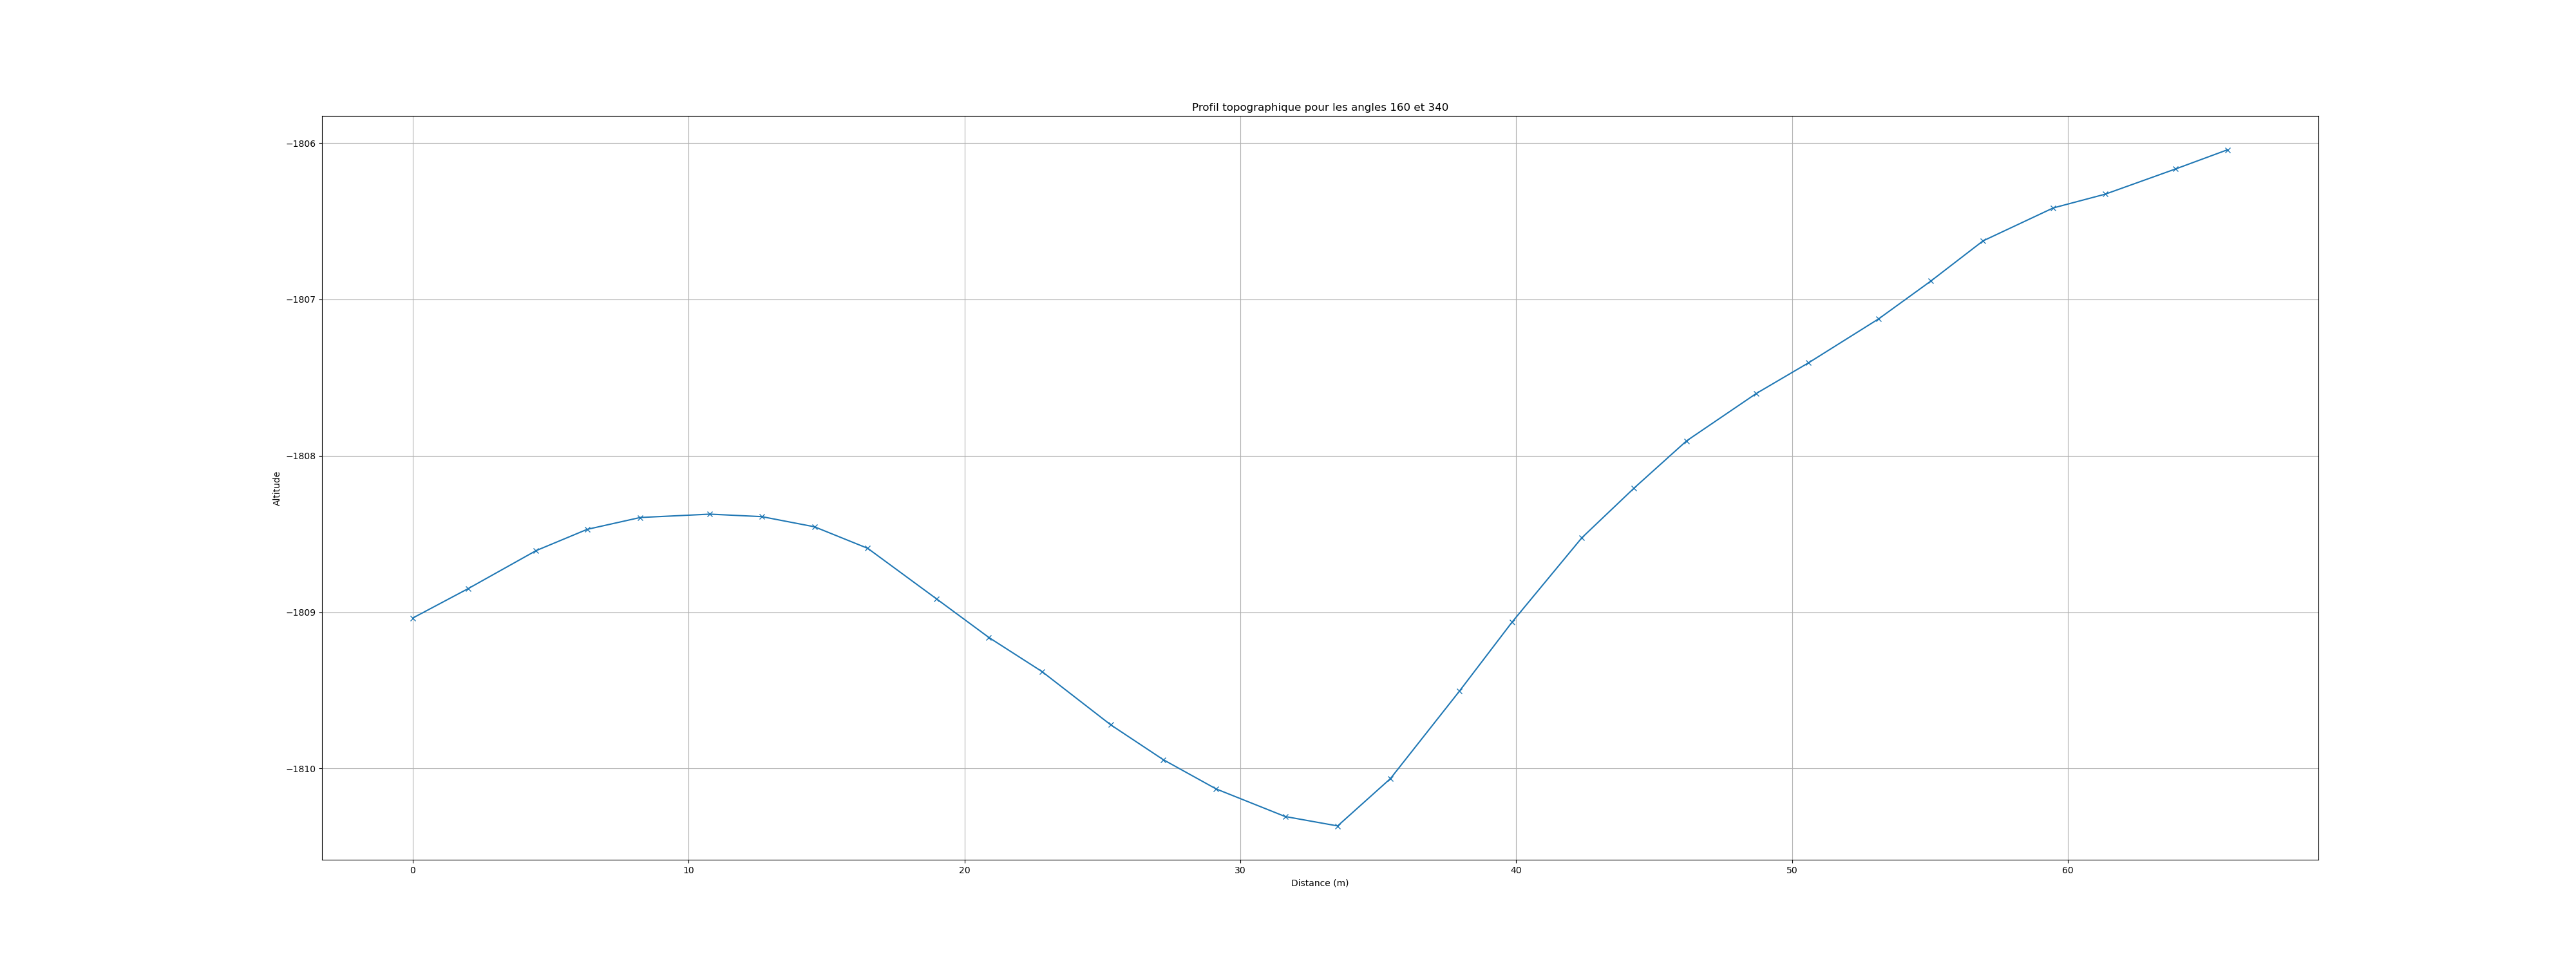 Profil topographique pour les angles 160 et 340
−1806
−1807
−1808
−1809
−1810
Altitude
0 10 20 30 40 50 60
Distance (m)